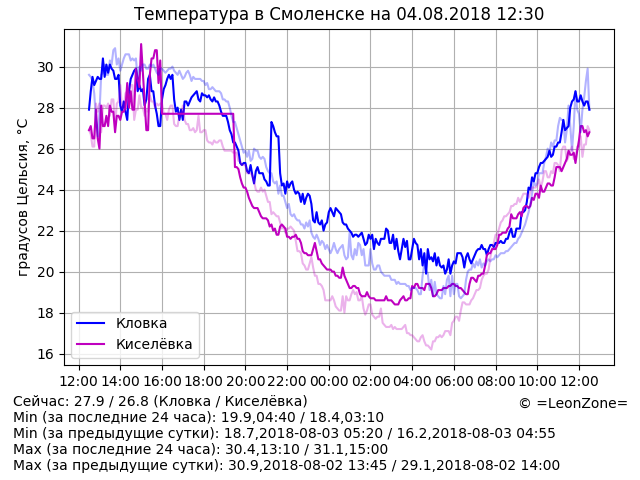 Температура в Смоленске на 04.08.2018 12:30
градусов Цельсия, °C
30
28
26
24
22
20
18
16
Кловка
Киселёвка
12:00 14:00 16:00 18:00 20:00 22:00 00:00 02:00 04:00 06:00 08:00 10:00 12:00
Сейчас: 27.9 / 26.8 (Кловка / Киселёвка)
© =LeonZone=
Min (за последние 24 часа): 19.9,04:40 / 18.4,03:10
Min (за предыдущие сутки): 18.7,2018-08-03 05:20 / 16.2,2018-08-03 04:55
Max (за последние 24 часа): 30.4,13:10 / 31.1,15:00
Max (за предыдущие сутки): 30.9,2018-08-02 13:45 / 29.1,2018-08-02 14:00